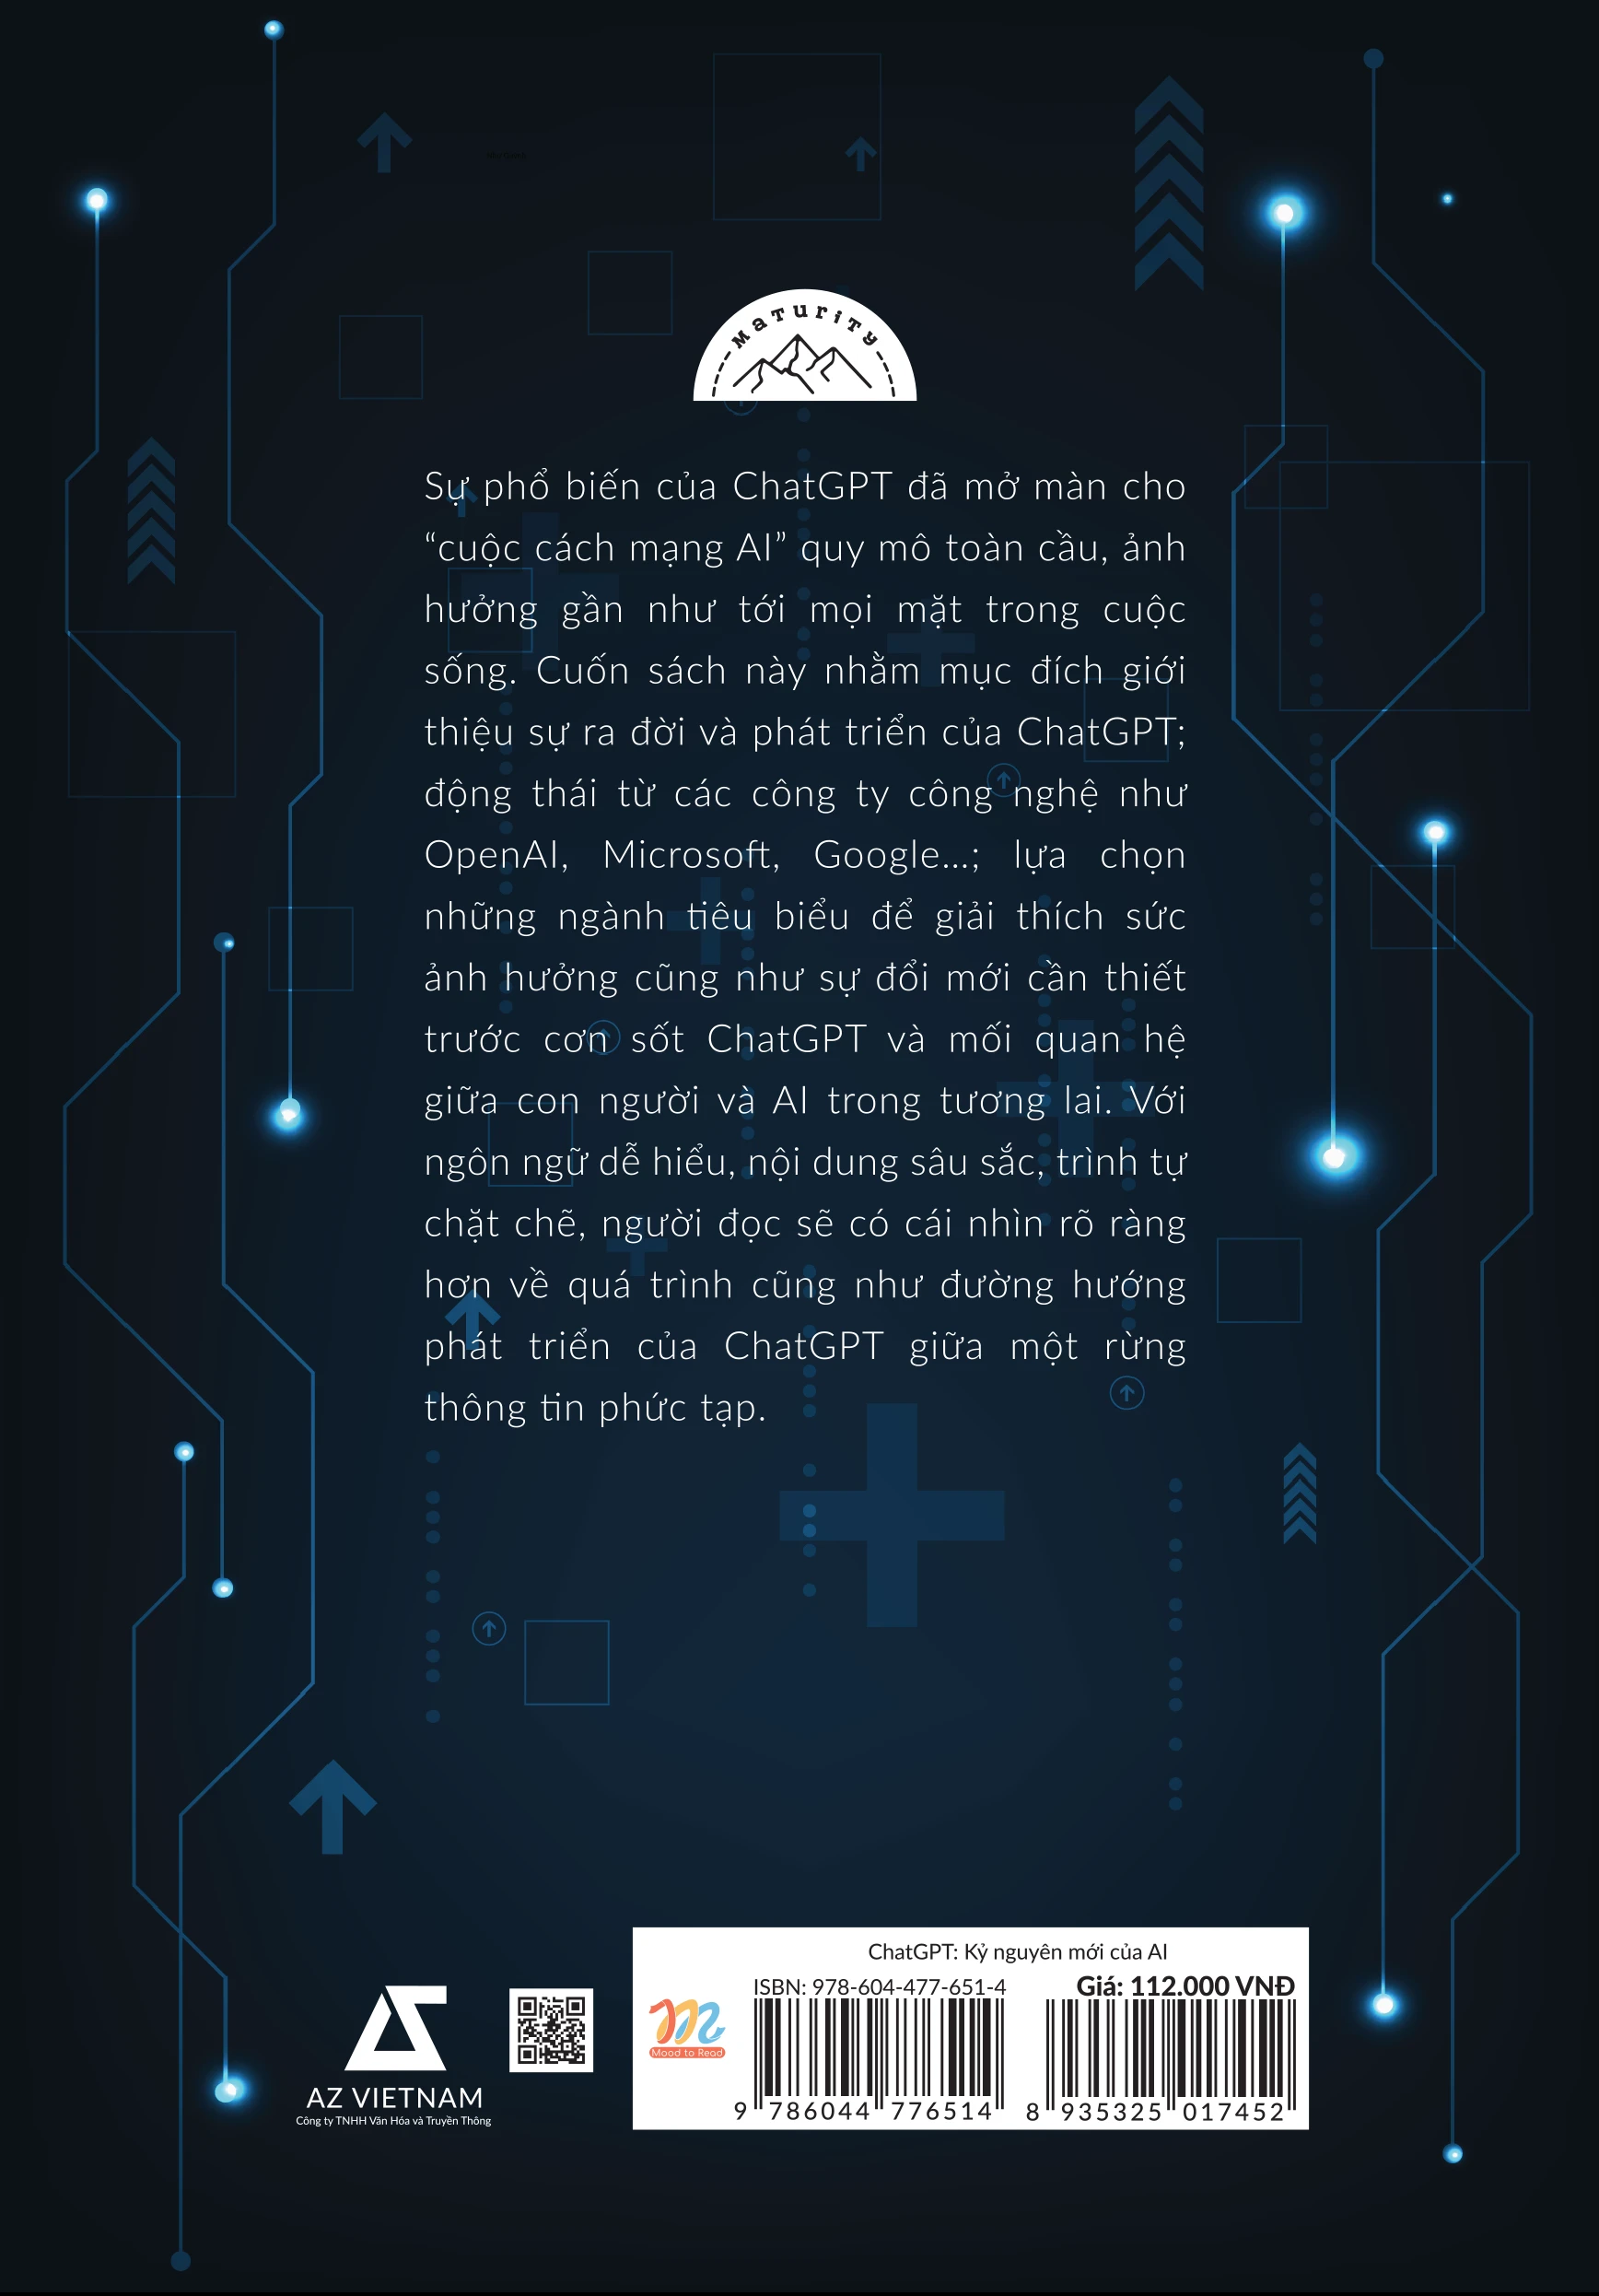 MaTuriTy
Sự phổ biến của ChatGPT đã mở màn cho
“cuộc cách mạng AI” quy mô toàn cầu, ảnh
hưởng gần như tới mọi mặt trong cuộc
sống. Cuốn sách này nhằm mục đích giới
thiệu sự ra đời và phát triển của ChatGPT;
động thái từ các công ty công nghệ như
OpenAI, Microsoft, Google...; lựa chọn
những ngành tiêu biểu để giải thích sức
ảnh hưởng cũng như sự đổi mới cần thiết
trước cơn sốt ChatGPT và mối quan hệ
giữa con người và AI trong tương lai. Với
ngôn ngữ dễ hiểu, nội dung sâu sắc, trình tự
chặt chẽ, người đọc sẽ có cái nhìn rõ ràng
hơn về quá trình cũng như đường hướng
phát triển của ChatGPT giữa một rừng
thông tin phức tạp.
ChatGPT: Kỷ nguyên mới của AI
ISBN: 978-604-477-651-4
Giá: 112.000 VNĐ
Mood to Read
9 786044 776514
8 935325 017452
AZ VIETNAM
Công ty TNHH Văn Hóa và Truyền Thông